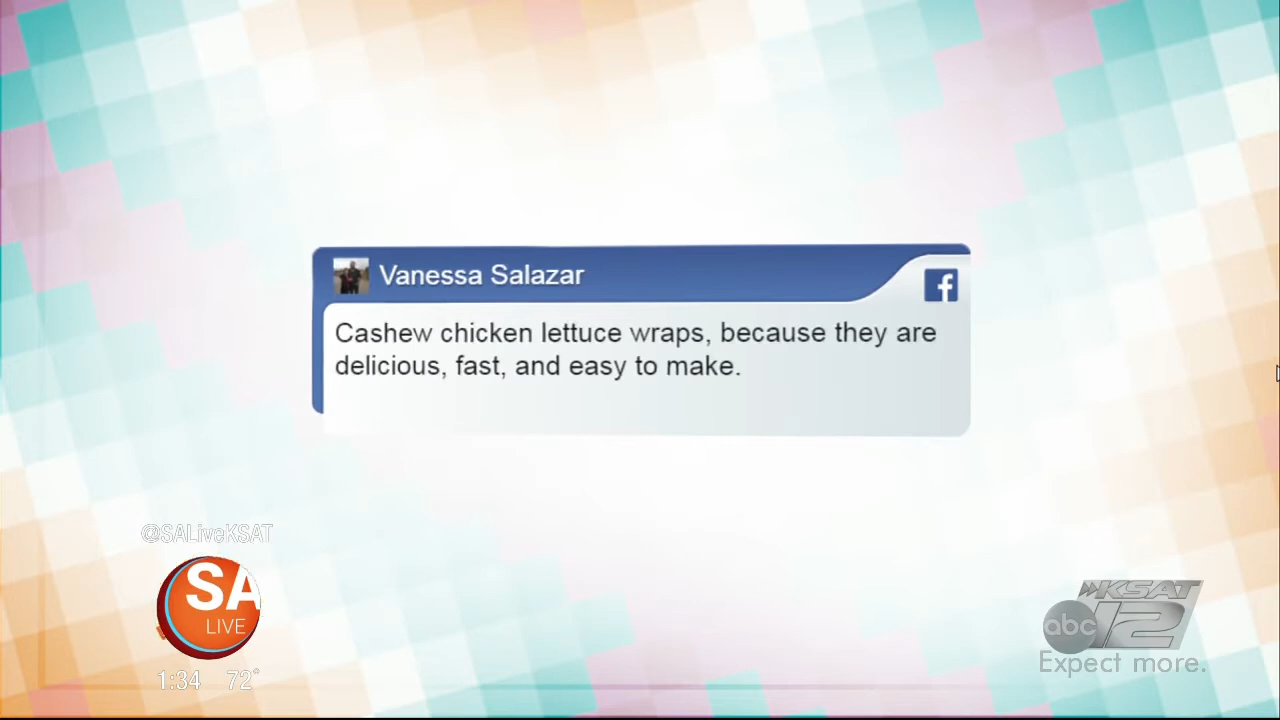 Vanessa Salazar
f
Cashew chicken lettuce wraps, because they are
delicious, fast, and easy to make.
@SALiveKSAT
SA
LIVE
1:34 72°
KSAT
abc 12
Expect more.